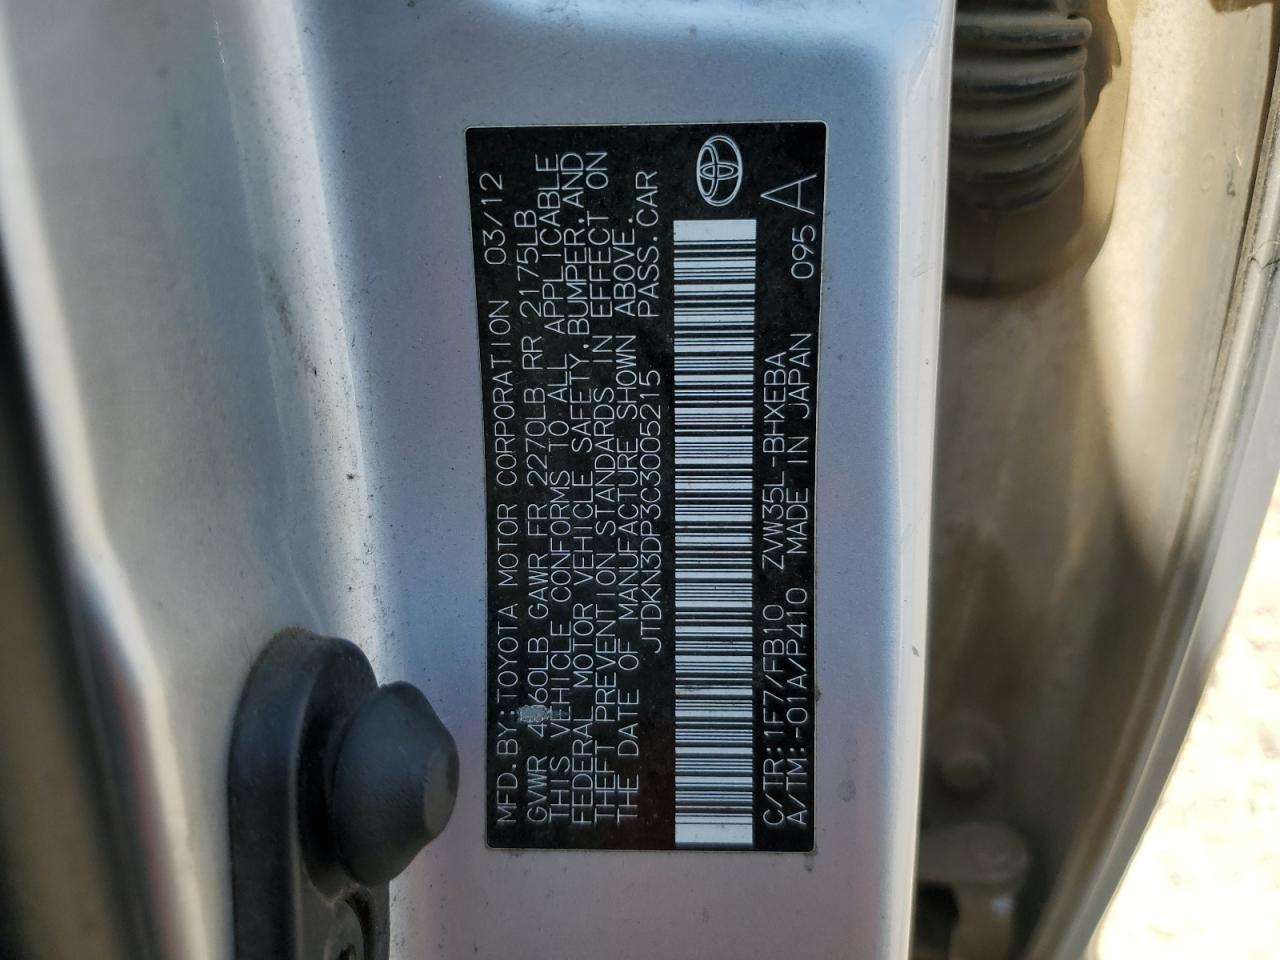 MFD. BY: TOYOTA MOTOR CORPORATION 03/12
GVWR LB GAWR FR 2270LB RR 2175LB
THIS VEHICLE CONFORMS TO ALL APPLICABLE
FEDERAL MOTOR VEHICLE SAFETY, BUMPER, AND
THEFT PREVENTION STANDARDS IN EFFECT ON
THE DATE OF MANUFACTURE SHOWN ABOVE.
JTDKN3DP3C3005215 PASS. CAR
C/TR: 1F7/FB10 ZVW35L-BHXEBA 095 A
A/TM: -01A/P410 MADE IN JAPAN